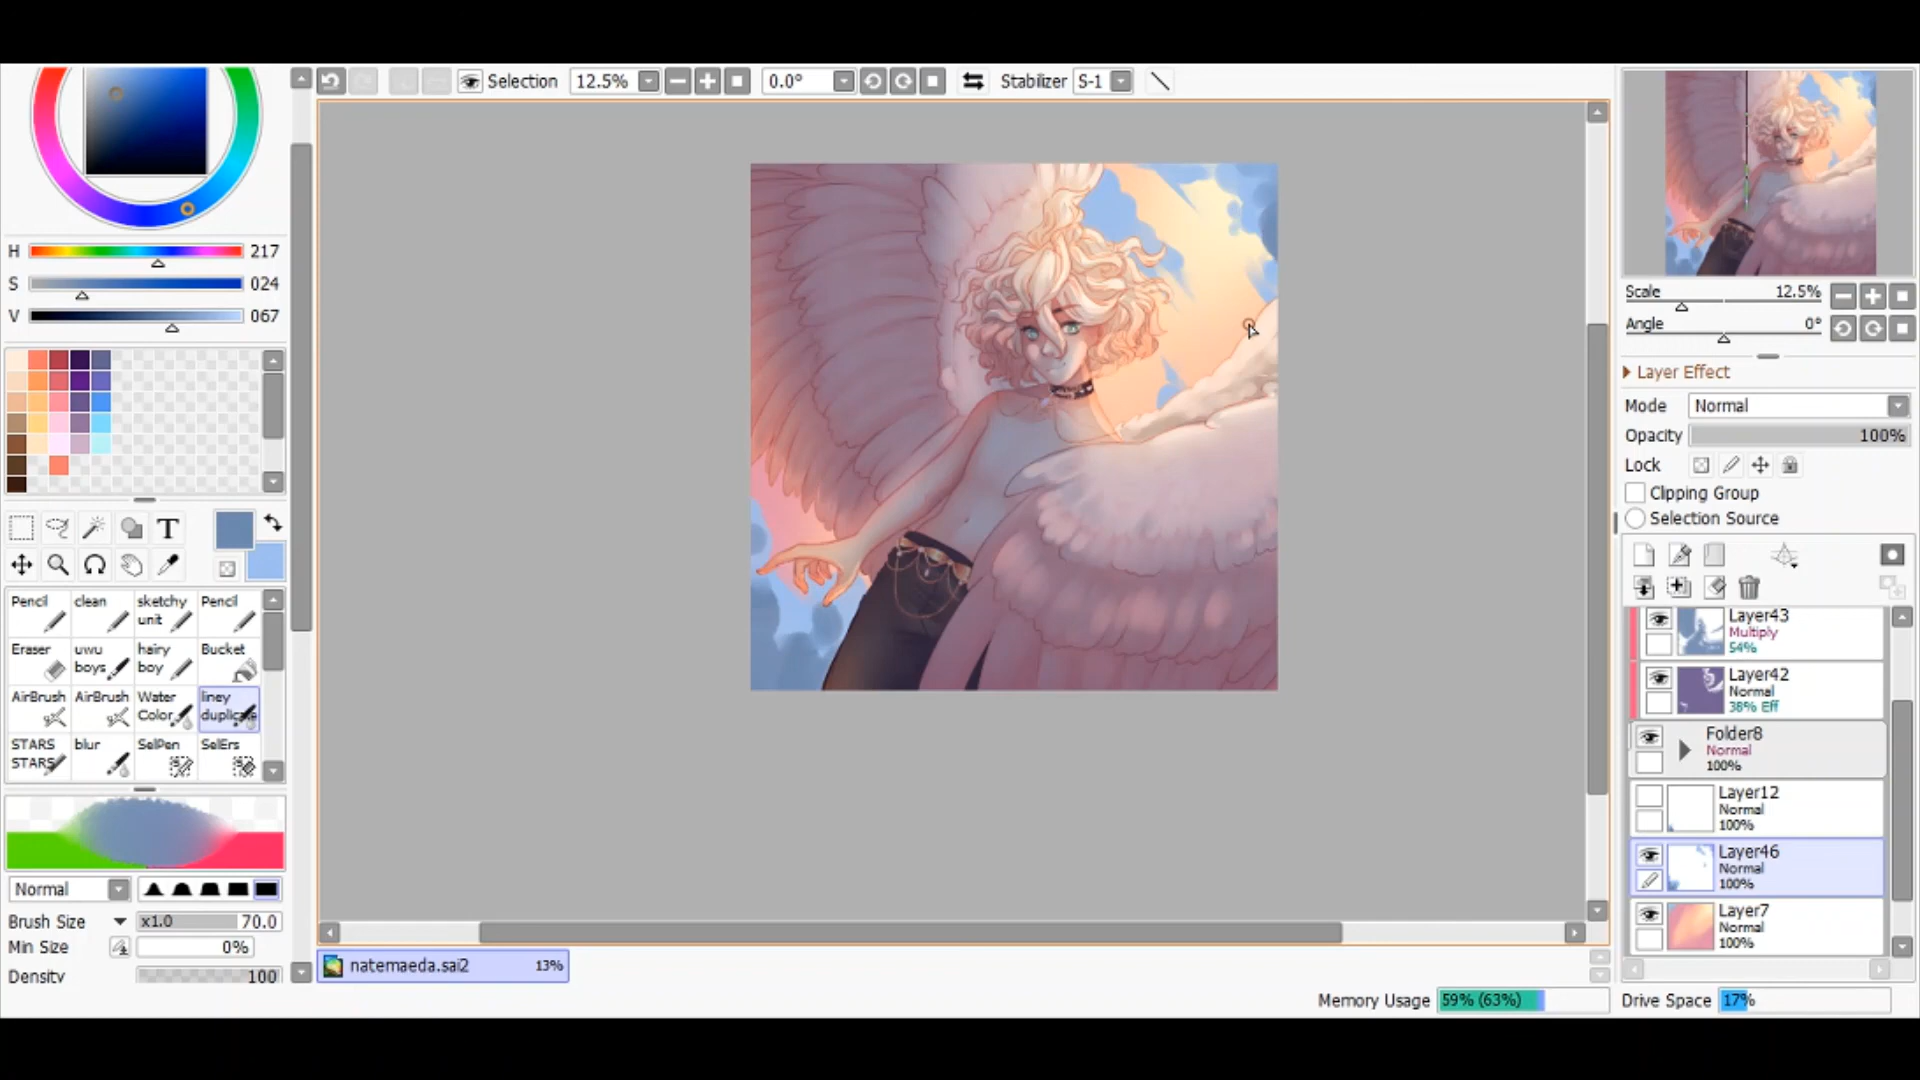 Selection 12.5% 0.0° Stabilizer S-1
H 217
S 024
V 067
T
Pencil clean sketchy unit Pencil
Eraser uwu boys hairy boy Bucket
AirBrush AirBrush Water Color liney duplicate
STARS STARS blur SelPen SelErs
Normal
Brush Size x1.0 70.0
Min Size 0%
Density 100
natemaeda.sai2 13%
Memory Usage 59% (63%) Drive Space 17%
Scale 12.5%
Angle 0°
Layer Effect
Mode Normal
Opacity 100%
Lock
Clipping Group
Selection Source
Layer43
Multiply
54%
Layer42
Normal
38% Eff
Folder8
Normal
100%
Layer12
Normal
100%
Layer46
Normal
100%
Layer7
Normal
100%